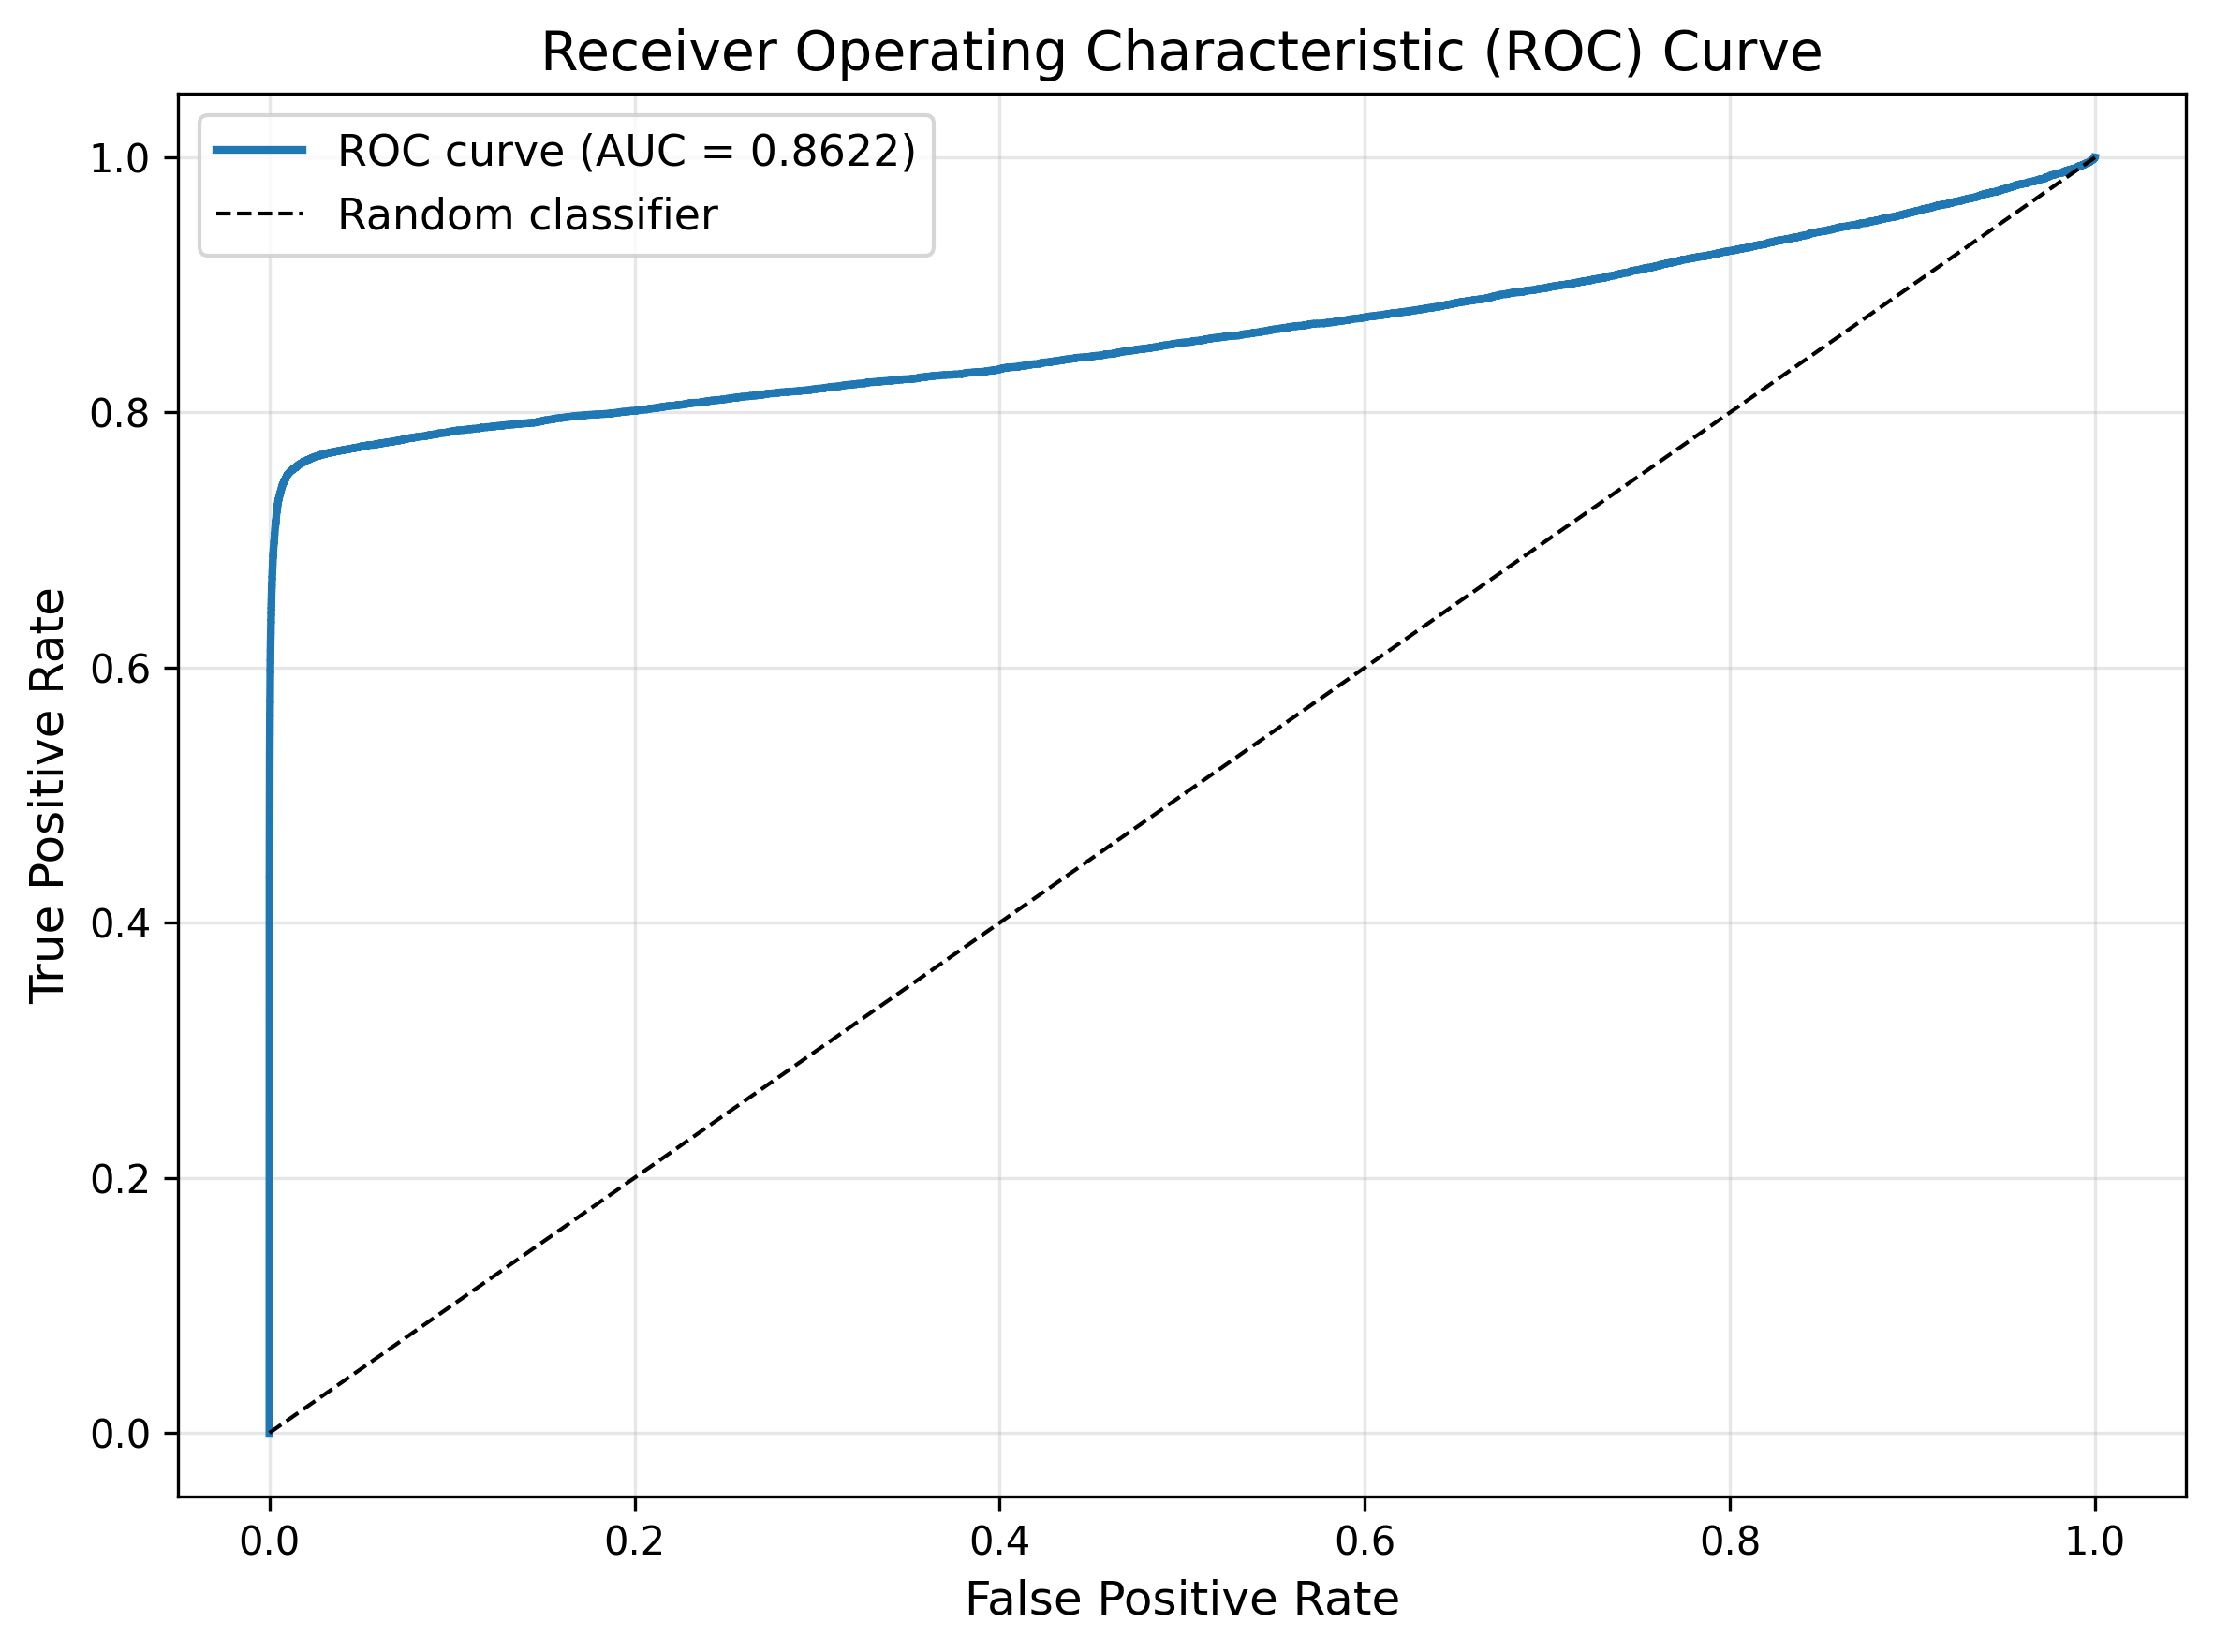 Receiver Operating Characteristic (ROC) Curve
ROC curve (AUC = 0.8622)
Random classifier
True Positive Rate
1.0
0.8
0.6
0.4
0.2
0.0
0.0 0.2 0.4 0.6 0.8 1.0
False Positive Rate